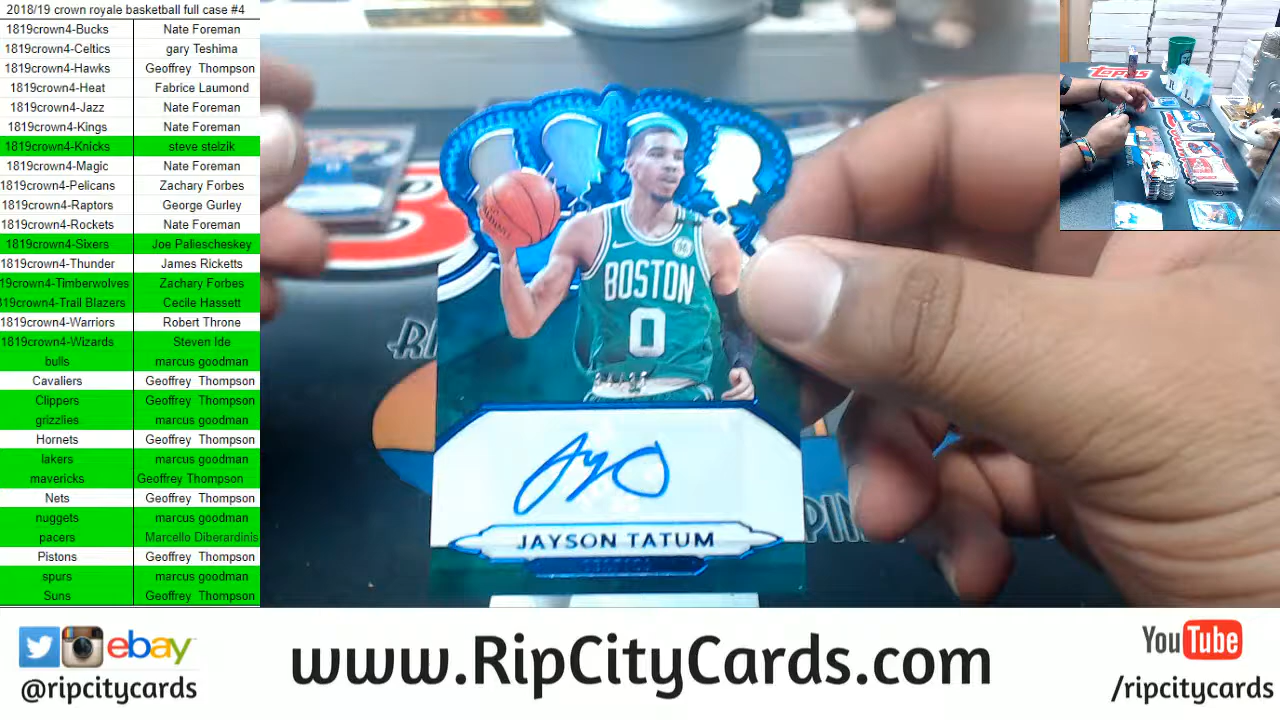 2018/19 crown royale basketball full case #4
1819crown4-Bucks Nate Foreman
1819crown4-Celtics gary Teshima
1819crown4-Hawks Geoffrey Thompson
1819crown4-Heat Fabrice Laumond
1819crown4-Jazz Nate Foreman
1819crown4-Kings Nate Foreman
1819crown4-Knicks steve stelzik
1819crown4-Magic Nate Foreman
1819crown4-Pelicans Zachary Forbes
1819crown4-Raptors George Gurley
1819crown4-Rockets Nate Foreman
1819crown4-Sixers Joe Paliescheskey
1819crown4-Thunder James Ricketts
19crown4-Timberwolves Zachary Forbes
819crown4-Trail Blazers Cecile Hassett
1819crown4-Warriors Robert Throne
1819crown4-Wizards Steven Ide
bulls marcus goodman
Cavaliers Geoffrey Thompson
Clippers Geoffrey Thompson
grizzlies marcus goodman
Hornets Geoffrey Thompson
lakers marcus goodman
mavericks Geoffrey Thompson
Nets Geoffrey Thompson
nuggets marcus goodman
pacers Marcello Diberardinis
Pistons Geoffrey Thompson
spurs marcus goodman
Suns Geoffrey Thompson
BOSTON
0
JAYSON TATUM
TOPPS
ebay
@ripcitycards
www.RipCityCards.com
YouTube
/ripcitycards